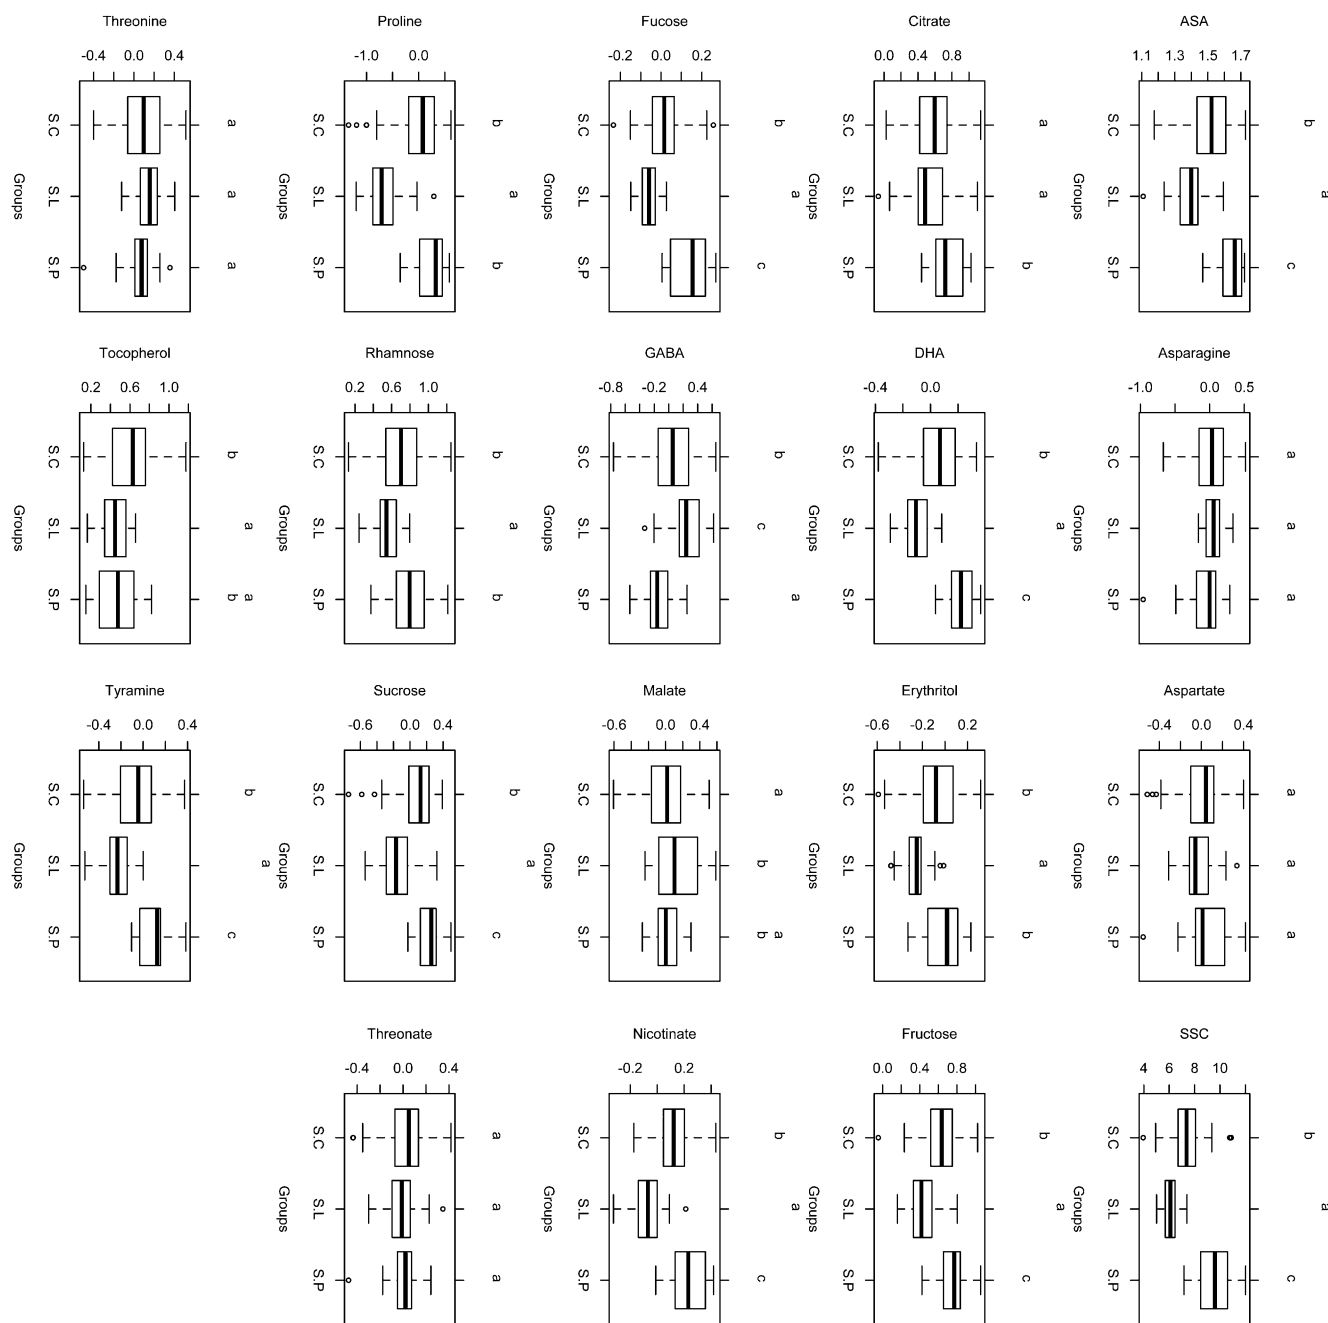 Threonine
-0.4 0.0 0.4
S.C a
S.L a
S.P a
Groups
Proline
-1.0 0.0
S.C b
S.L a
S.P b
Groups
Fucose
-0.2 0.0 0.2
S.C b
S.L a
S.P c
Groups
Citrate
0.0 0.4 0.8
S.C a
S.L a
S.P b
Groups
ASA
1.1 1.3 1.5 1.7
S.C b
S.L a
S.P c
Groups
Tocopherol
0.2 0.6 1.0
S.C b
S.L a
S.P a b
Groups
Rhamnose
0.2 0.6 1.0
S.C b
S.L a
S.P b
Groups
GABA
-0.8 -0.2 0.4
S.C b
S.L c
S.P a
Groups
DHA
-0.4 0.0
S.C b
S.L a
S.P c
Groups
Asparagine
-1.0 0.0 0.5
S.C a
S.L a
S.P a
Groups
Tyramine
-0.4 0.0 0.4
S.C b
S.L a
S.P c
Groups
Sucrose
-0.6 0.0 0.4
S.C b
S.L a
S.P c
Groups
Malate
-0.6 0.0 0.4
S.C a
S.L b
S.P a b
Groups
Erythritol
-0.6 -0.2 0.2
S.C b
S.L a
S.P b
Groups
Aspartate
-0.4 0.0 0.4
S.C a
S.L a
S.P a
Groups
Threonate
-0.4 0.0 0.4
S.C a
S.L a
S.P a
Groups
Nicotinate
-0.2 0.2
S.C b
S.L a
S.P c
Groups
Fructose
0.0 0.4 0.8
S.C b
S.L a
S.P c
Groups
SSC
4 6 8 10
S.C b
S.L a
S.P c
Groups